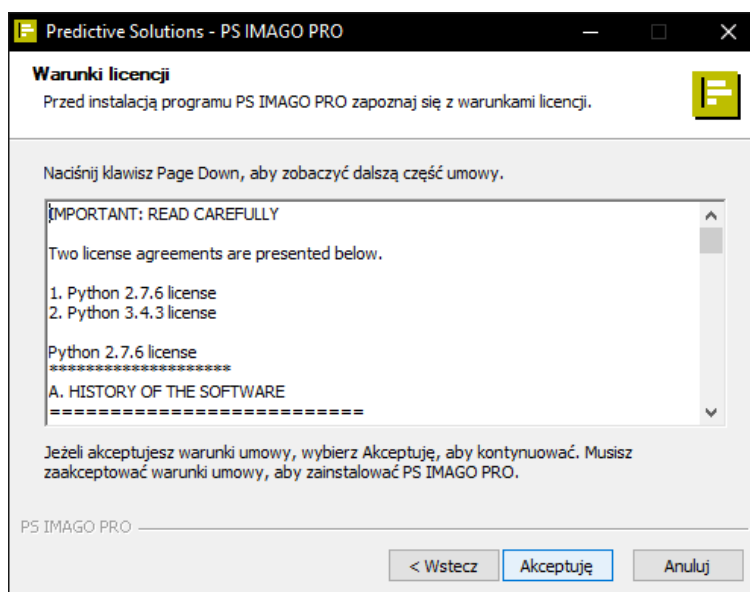 Predictive Solutions - PS IMAGO PRO
Warunki licencji
Przed instalacją programu PS IMAGO PRO zapoznaj się z warunkami licencji.
Naciśnij klawisz Page Down, aby zobaczyć dalszą część umowy.
IMPORTANT: READ CAREFULLY
Two license agreements are presented below.
1. Python 2.7.6 license
2. Python 3.4.3 license
Python 2.7.6 license
********************
A. HISTORY OF THE SOFTWARE
==========================
Jeżeli akceptujesz warunki umowy, wybierz Akceptuję, aby kontynuować. Musisz
zaakceptować warunki umowy, aby zainstalować PS IMAGO PRO.
PS IMAGO PRO
< Wstecz
Akceptuję
Anuluj